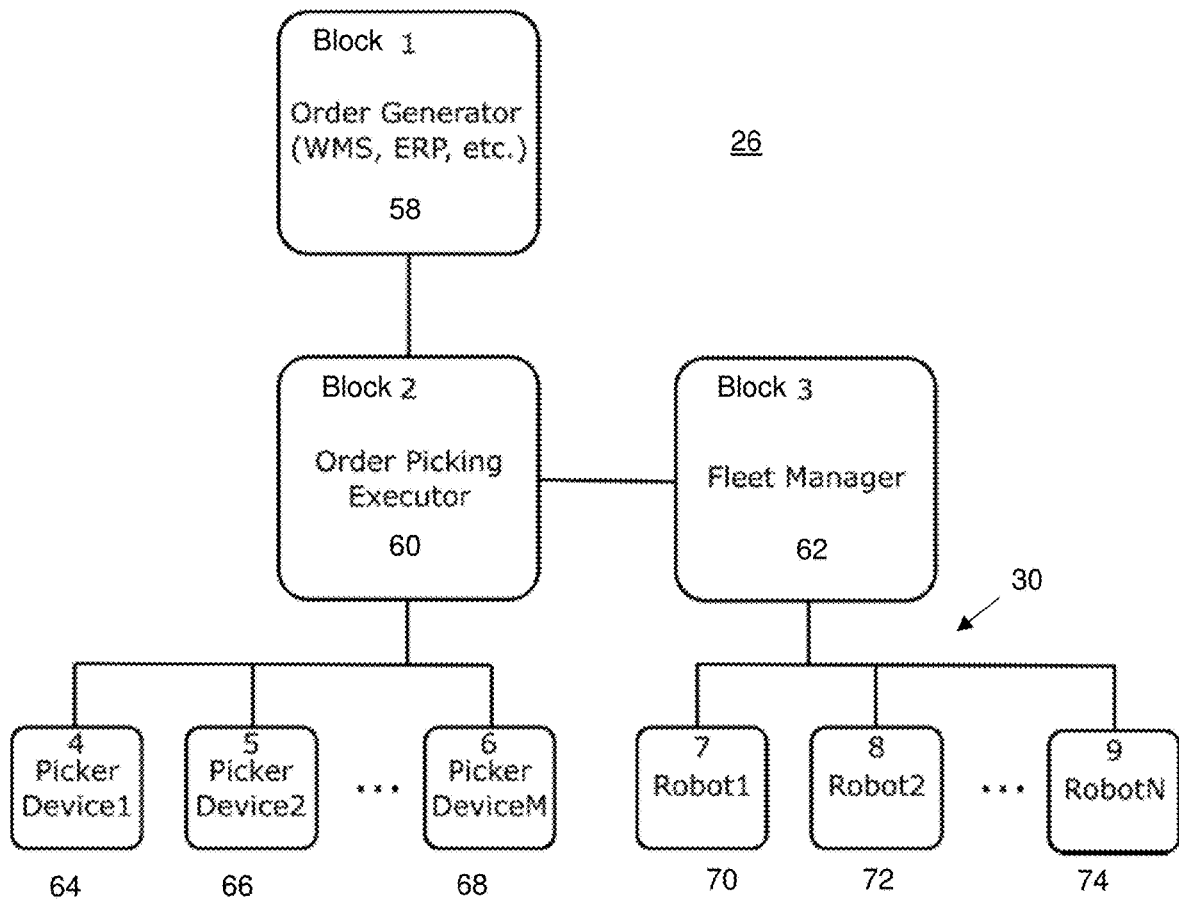 Block 1
Order Generator
(WMS, ERP, etc.)
58
26
Block 2
Order Picking
Executor
60
Block 3
Fleet Manager
62
30
4
Picker
Device1
5
Picker
Device2
...
6
Picker
DeviceM
7
Robot1
8
Robot2
...
9
RobotN
64
66
68
70
72
74